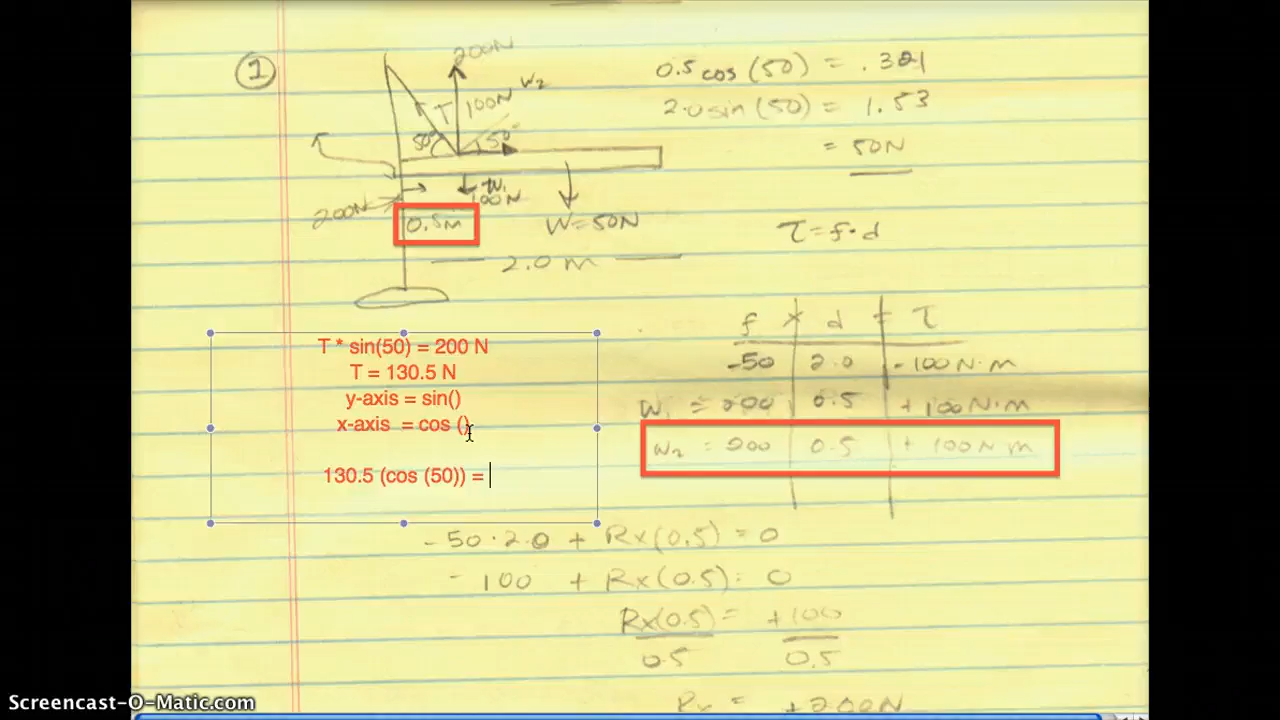 1
200N
0.5 cos (50) = .321
100N W2
T
2.0 sin (50) = 1.53
50°
50°
= 50N
W1
100N
200N
0.5m
W=50N
τ = f·d
2.0 m
f x d = τ
T * sin(50) = 200 N
-50 2.0 -100 N·m
T = 130.5 N
y-axis = sin()
W1 = 200 0.5 + 100 N·m
x-axis = cos ()
W2 = 200 0.5 + 100 N m
130.5 (cos (50)) =
-50·2.0 + Rx(0.5) = 0
-100 + Rx(0.5) = 0
Rx(0.5) = +100
0.5 0.5
Rx = +200N
Screencast-O-Matic.com